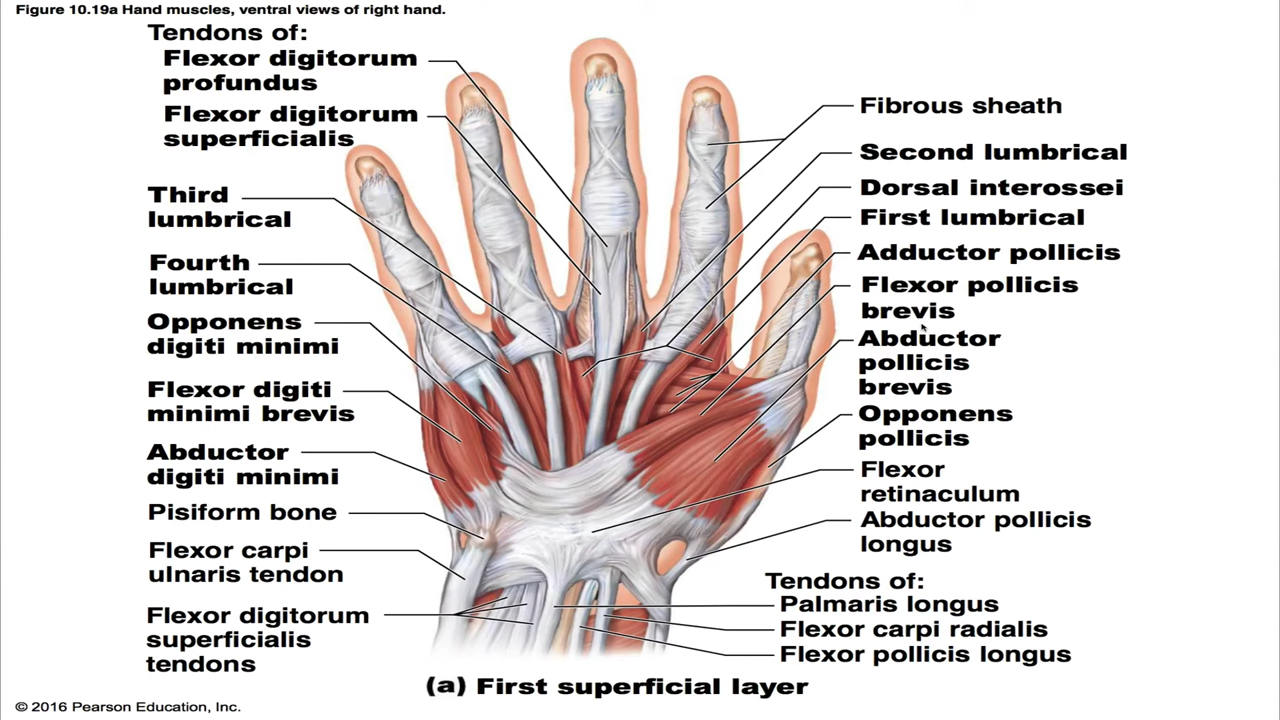 Figure 10.19a Hand muscles, ventral views of right hand.
Tendons of:
Flexor digitorum
profundus
Flexor digitorum
superficialis
Third
lumbrical
Fourth
lumbrical
Opponens
digiti minimi
Flexor digiti
minimi brevis
Abductor
digiti minimi
Pisiform bone
Flexor carpi
ulnaris tendon
Flexor digitorum
superficialis
tendons
Fibrous sheath
Second lumbrical
Dorsal interossei
First lumbrical
Adductor pollicis
Flexor pollicis
brevis
Abductor
pollicis
brevis
Opponens
pollicis
Flexor
retinaculum
Abductor pollicis
longus
Tendons of:
Palmaris longus
Flexor carpi radialis
Flexor pollicis longus
(a) First superficial layer
© 2016 Pearson Education, Inc.